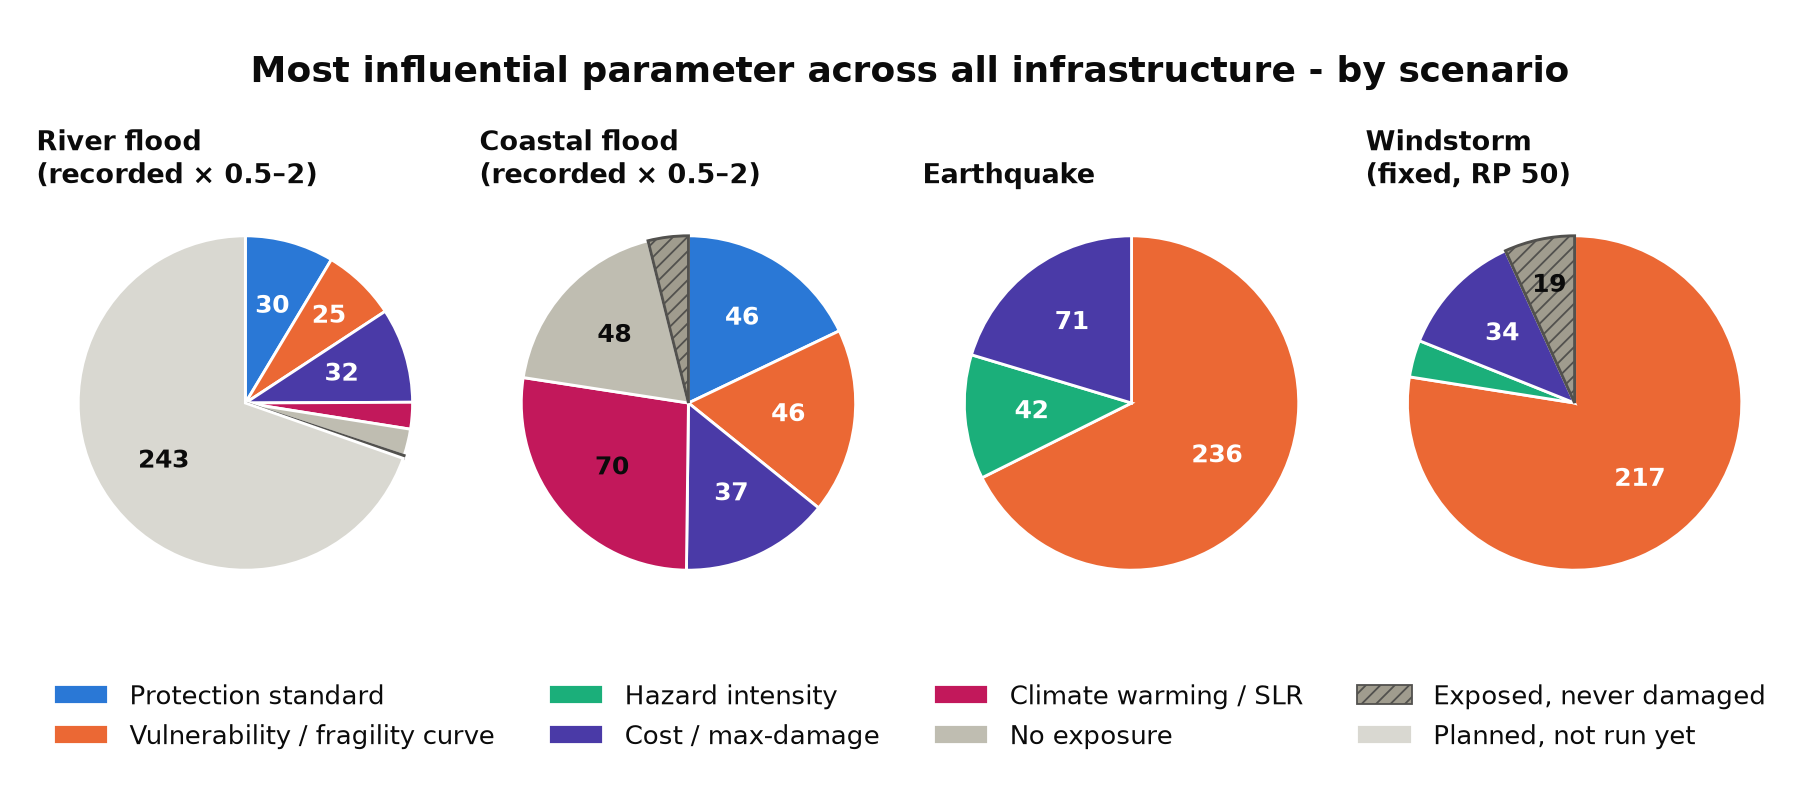 Most influential parameter across all infrastructure - by scenario
River flood
(recorded × 0.5–2)
Coastal flood
(recorded × 0.5–2)
Earthquake
Windstorm
(fixed, RP 50)
30
25
32
243
46
46
37
70
48
236
42
71
217
34
19
Protection standard
Vulnerability / fragility curve
Hazard intensity
Cost / max-damage
Climate warming / SLR
No exposure
Exposed, never damaged
Planned, not run yet